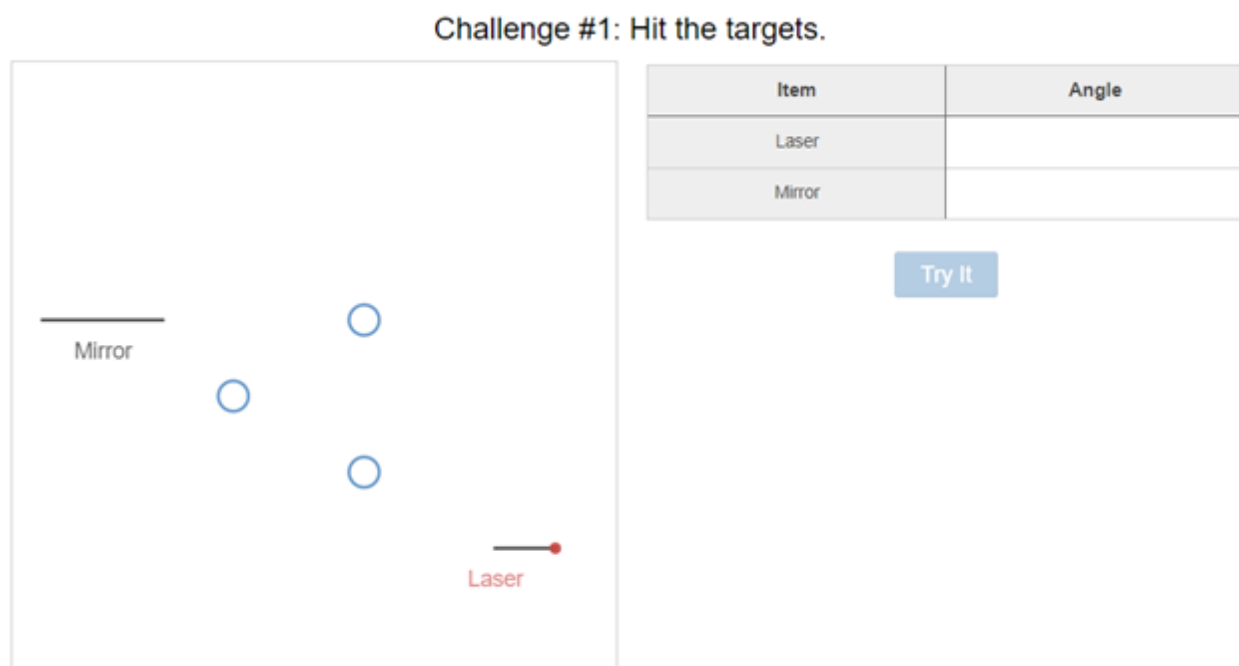 Challenge #1: Hit the targets.
Item Angle
Laser
Mirror
Try It
Mirror
Laser